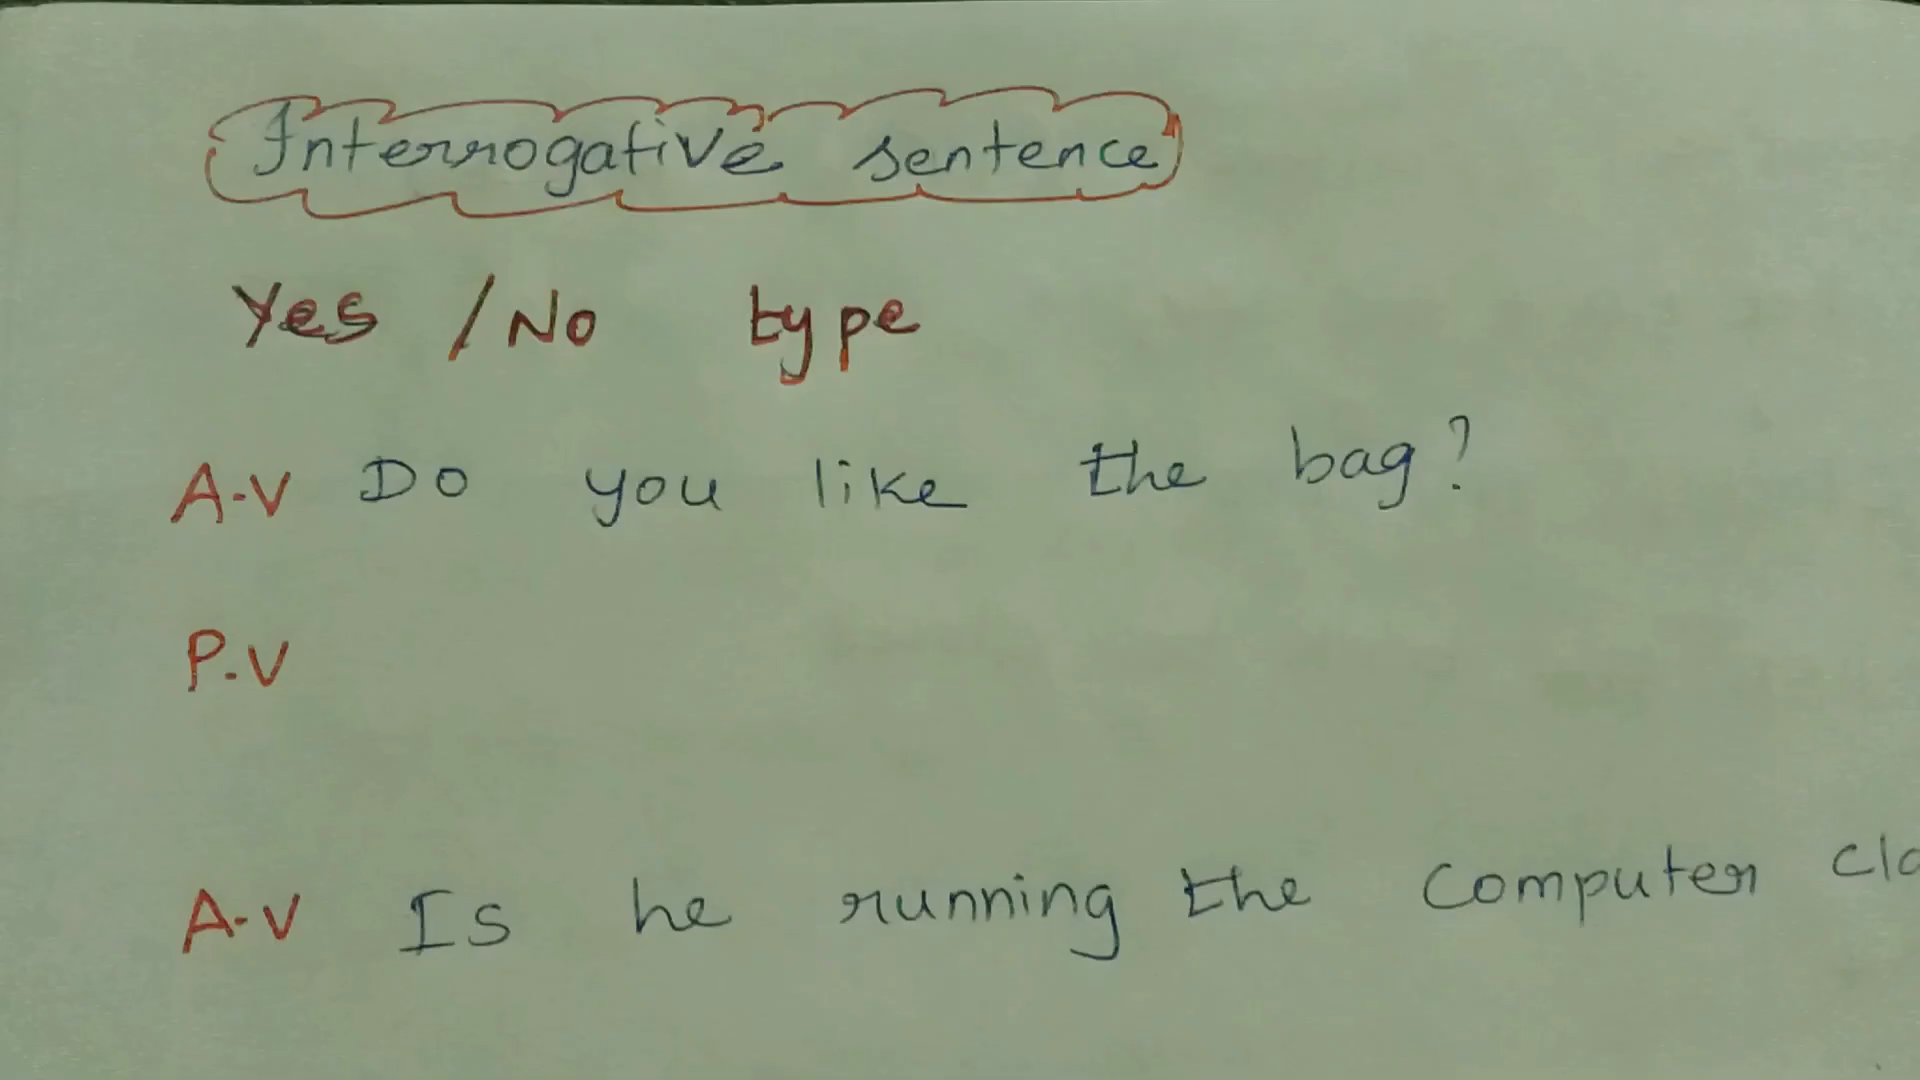 Interrogative sentence
Yes / No type
A-V Do you like the bag?
P.V
A-V Is he running the computer